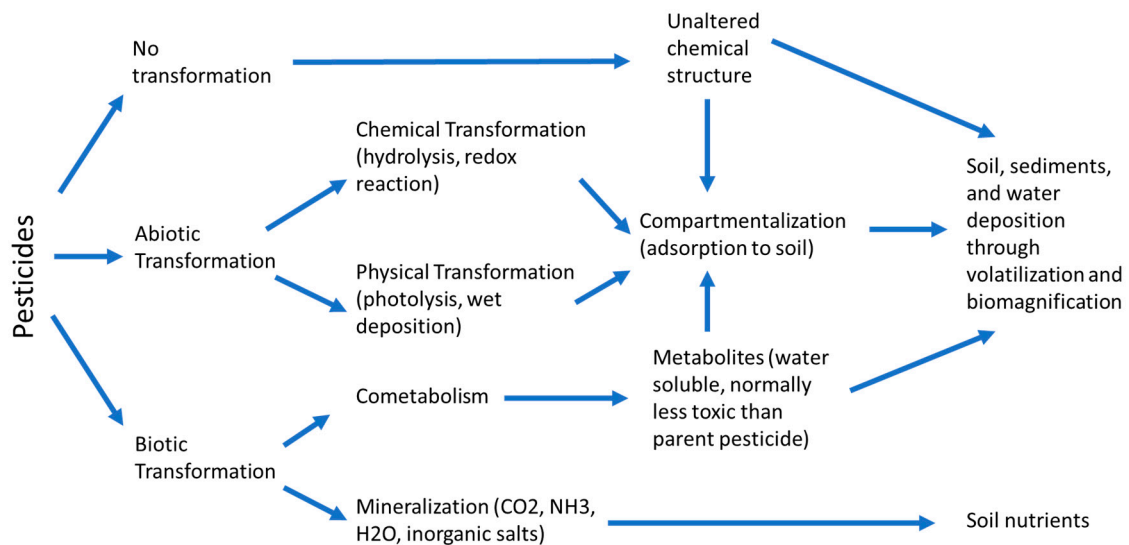 Pesticides
No
transformation
Abiotic
Transformation
Biotic
Transformation
Chemical Transformation
(hydrolysis, redox
reaction)
Physical Transformation
(photolysis, wet
deposition)
Cometabolism
Mineralization (CO2, NH3,
H2O, inorganic salts)
Unaltered
chemical
structure
Compartmentalization
(adsorption to soil)
Metabolites (water
soluble, normally
less toxic than
parent pesticide)
Soil, sediments,
and water
deposition
through
volatilization and
biomagnification
Soil nutrients